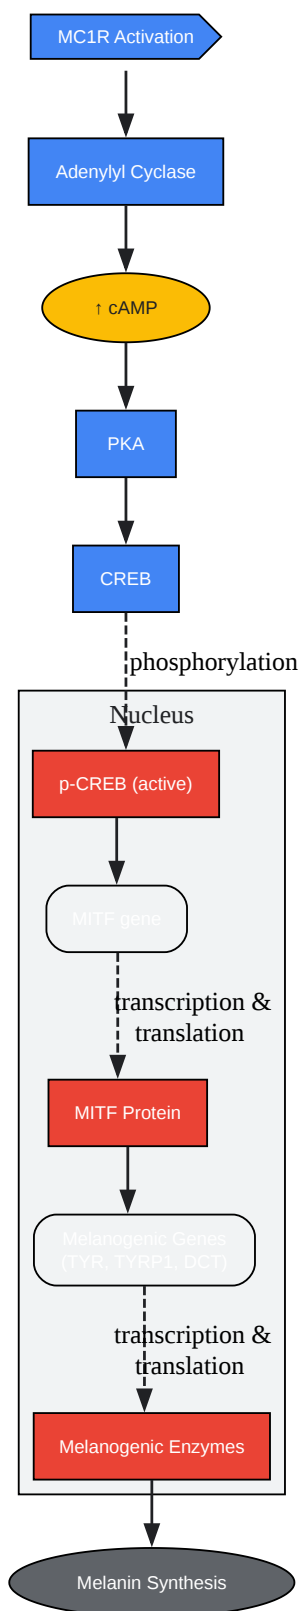 MC1R Activation
Adenylyl Cyclase
↑ cAMP
PKA
CREB
phosphorylation
Nucleus
p-CREB (active)
MITF gene
transcription &
translation
MITF Protein
Melanogenic Genes
(TYR, TYRP1, DCT)
transcription &
translation
Melanogenic Enzymes
Melanin Synthesis